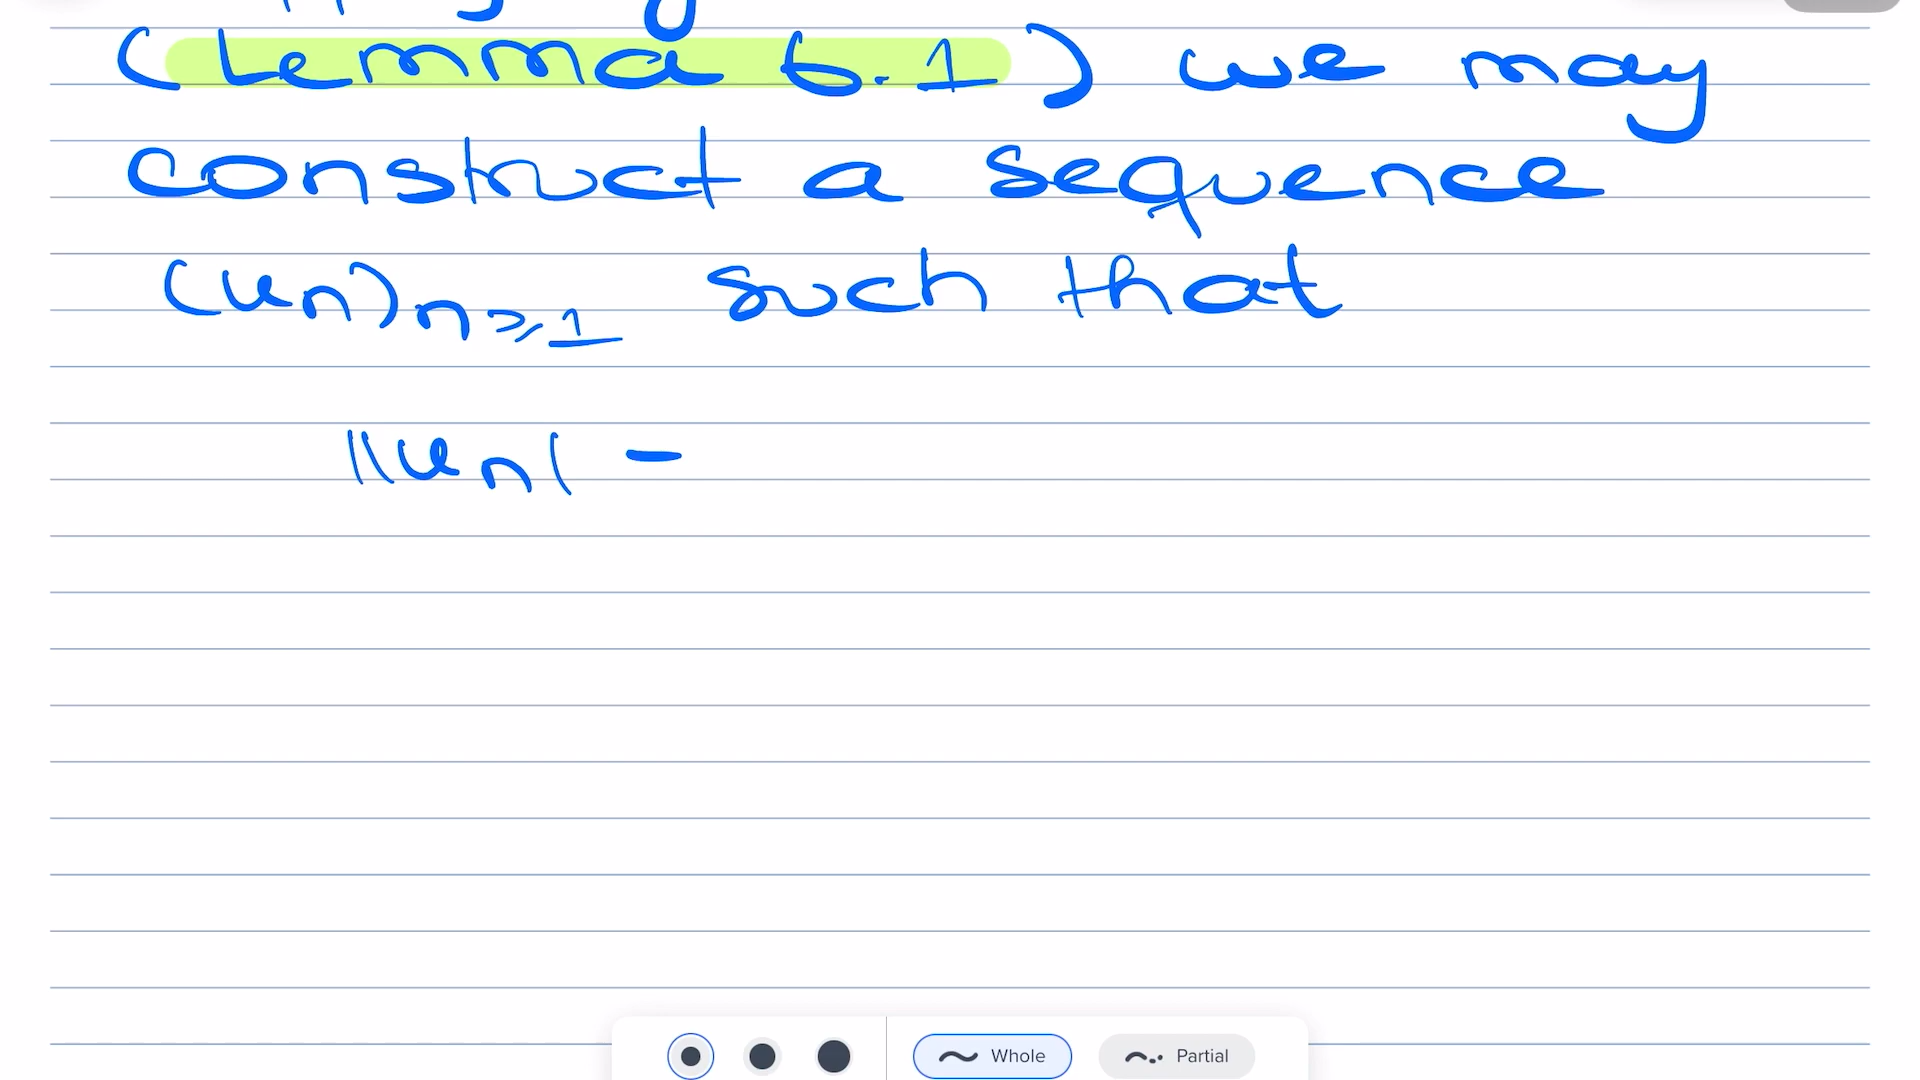 (Lemma 6.1) we may
construct a sequence
(un)n⩾1 such that
||un| -
Whole Partial